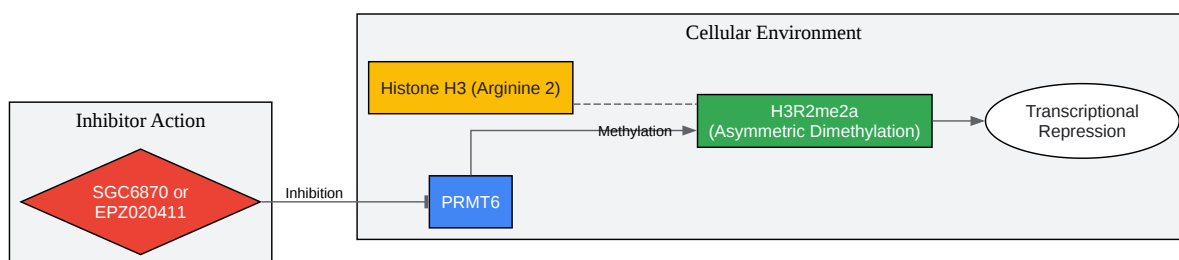 Cellular Environment
Histone H3 (Arginine 2)
H3R2me2a
(Asymmetric Dimethylation)
Transcriptional
Repression
Methylation
Inhibitor Action
SGC6870 or
EPZ020411
Inhibition
PRMT6